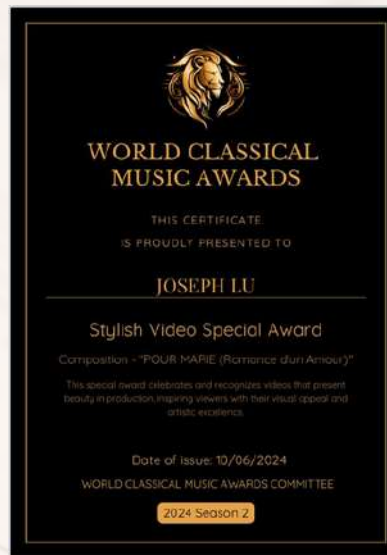 WORLD CLASSICAL
MUSIC AWARDS
THIS CERTIFICATE
IS PROUDLY PRESENTED TO
JOSEPH LU
Stylish Video Special Award
Composition - "POUR MARIE (Romance d'un Amour)"
This special award celebrates and recognizes videos that present
beauty in production, inspiring viewers with their visual appeal and
artistic excellence.
Date of issue: 10/06/2024
WORLD CLASSICAL MUSIC AWARDS COMMITTEE
2024 Season 2